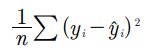 1/n ∑ (yᵢ − ŷᵢ)²